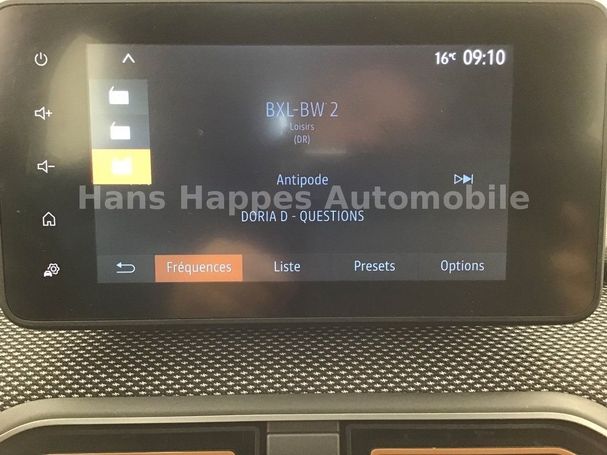 16°C 09:10
BXL-BW 2
Loisirs
(DR)
Antipode
Hans Happes Automobile
DORIA D - QUESTIONS
Fréquences Liste Presets Options